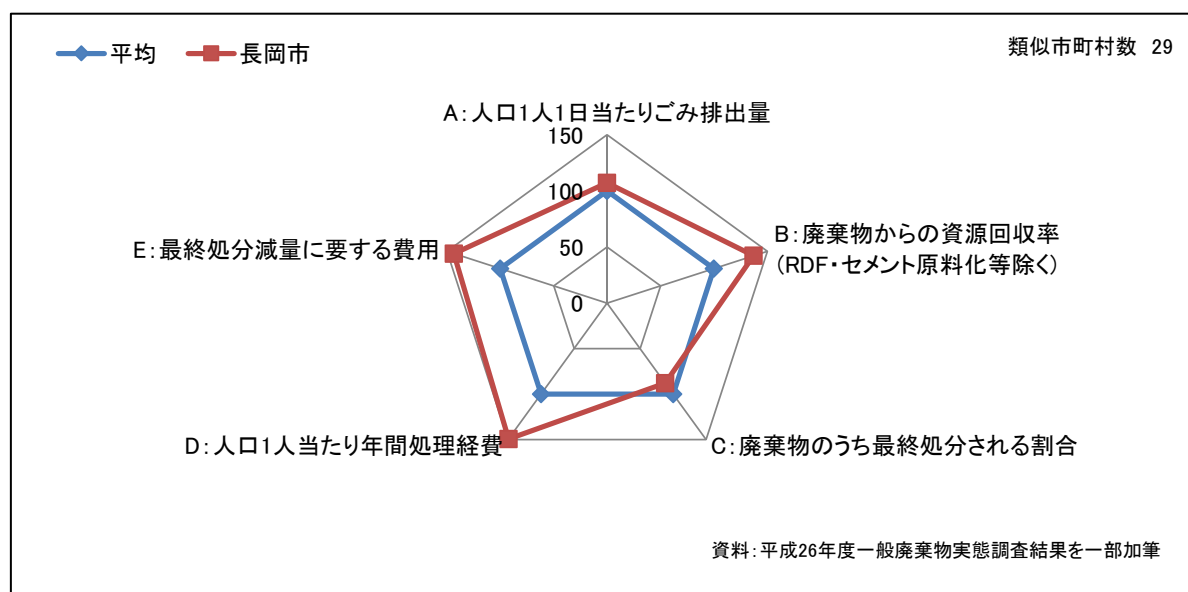 平均 長岡市
類似市町村数 29
A:人口1人1日当たりごみ排出量
150
100
50
0
B:廃棄物からの資源回収率
(RDF・セメント原料化等除く)
E:最終処分減量に要する費用
D:人口1人当たり年間処理経費
C:廃棄物のうち最終処分される割合
資料:平成26年度一般廃棄物実態調査結果を一部加筆